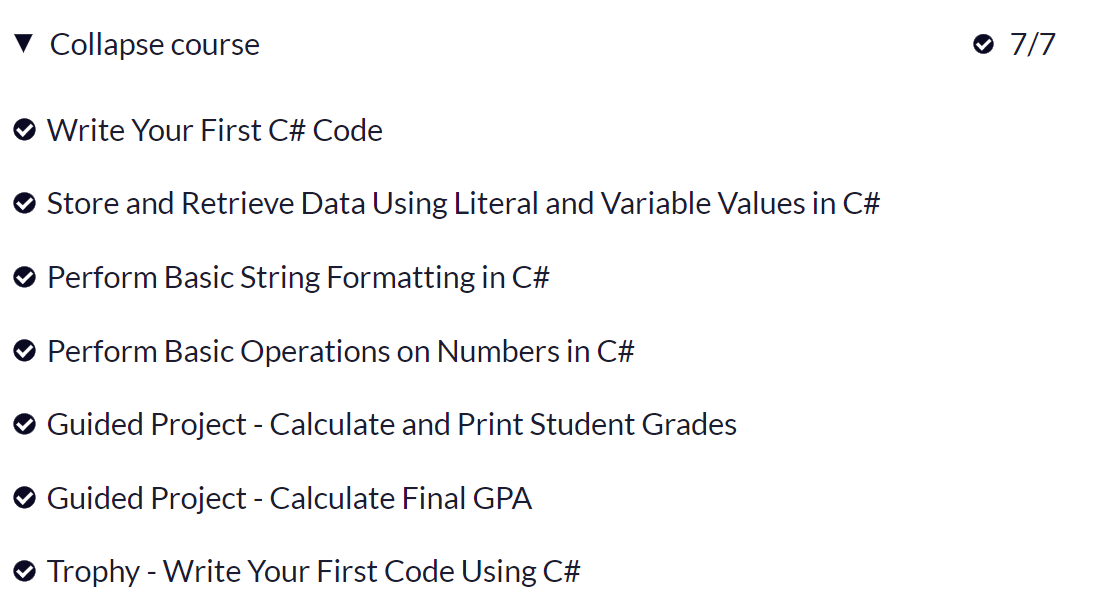 Collapse course 7/7
Write Your First C# Code
Store and Retrieve Data Using Literal and Variable Values in C#
Perform Basic String Formatting in C#
Perform Basic Operations on Numbers in C#
Guided Project - Calculate and Print Student Grades
Guided Project - Calculate Final GPA
Trophy - Write Your First Code Using C#